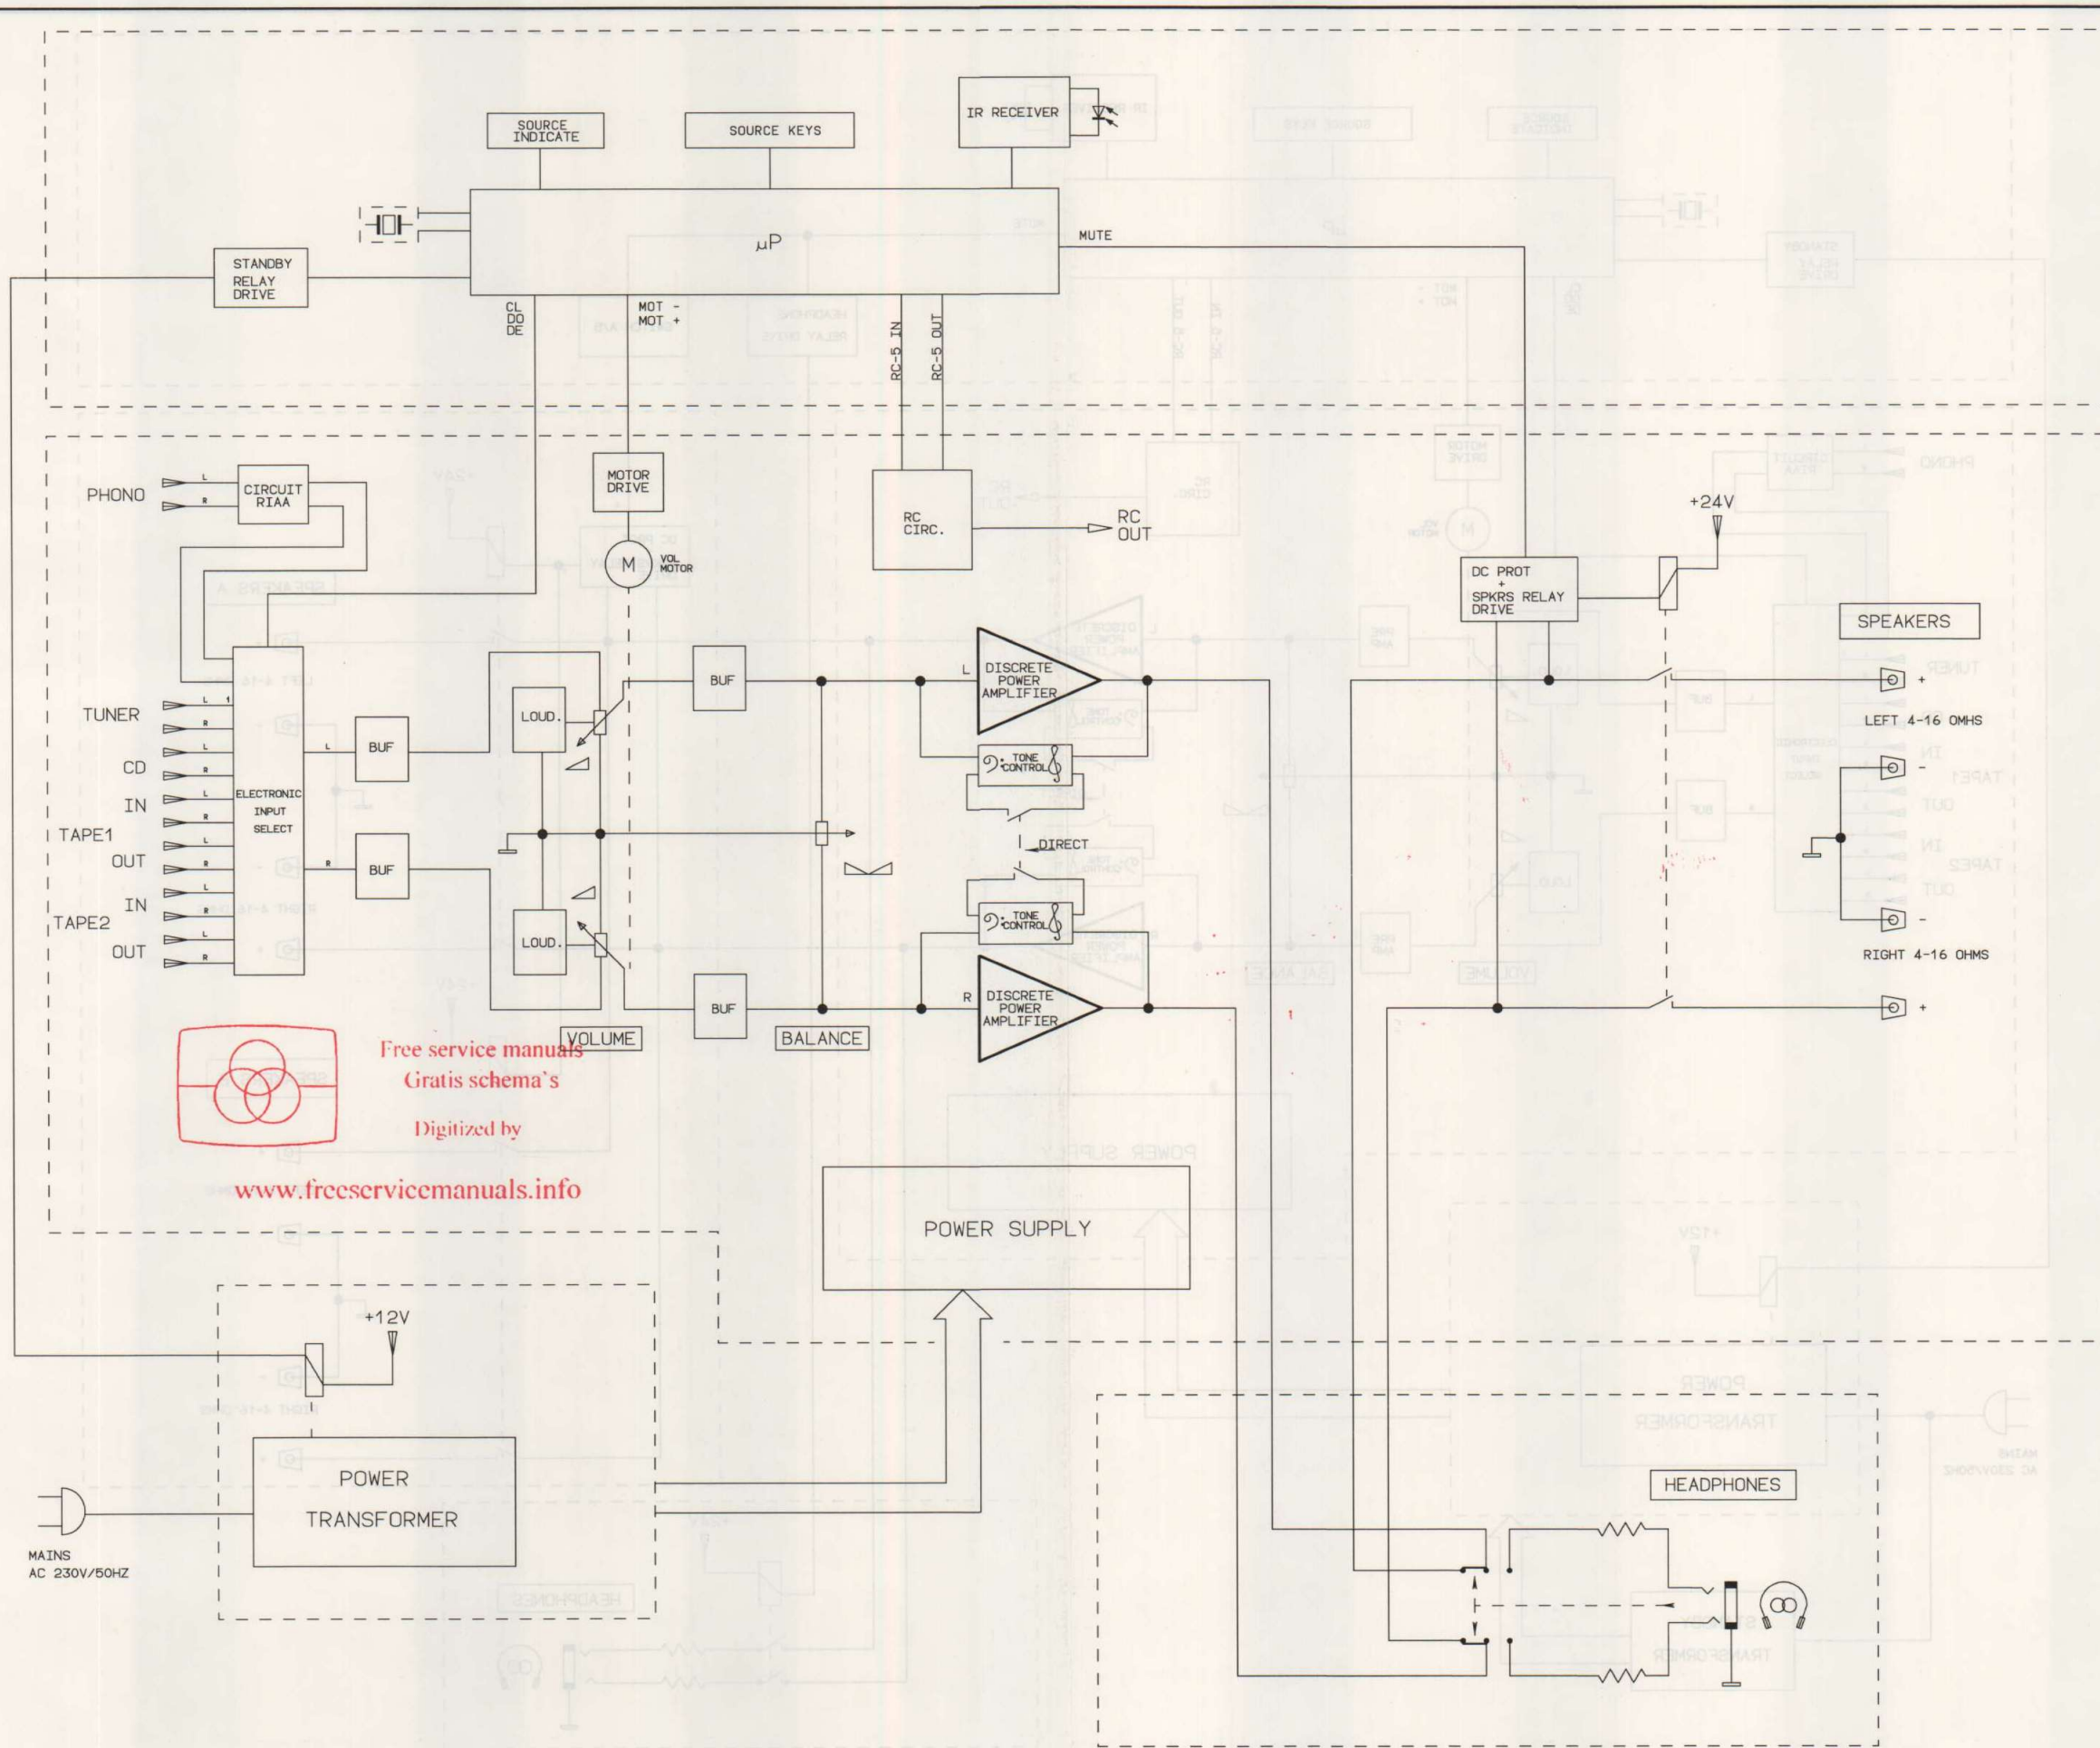 IR RECEIVER
SOURCE
INDICATE
SOURCE KEYS
µP
MUTE
STANDBY
RELAY
DRIVE
CL
DO
DE
MOT -
MOT +
RC-5 IN
RC-5 OUT
PHONO
L
R
CIRCUIT
RIAA
MOTOR
DRIVE
M
VOL
MOTOR
RC
CIRC.
RC
OUT
+24V
DC PROT
+
SPKRS RELAY
DRIVE
SPEAKERS
TUNER
L 1
R
CD
L
R
IN
L
R
TAPE1
OUT
L
R
IN
L
R
TAPE2
OUT
L
R
ELECTRONIC
INPUT
SELECT
L
R
BUF
BUF
LOUD.
LOUD.
BUF
BUF
L
DISCRETE
POWER
AMPLIFIER
TONE
CONTROL
DIRECT
TONE
CONTROL
R
DISCRETE
POWER
AMPLIFIER
+
LEFT 4-16 OMHS
-
-
RIGHT 4-16 OHMS
+
VOLUME
BALANCE
Free service manuals
Gratis schema`s
Digitized by
www.freeservicemanuals.info
POWER SUPPLY
+12V
POWER
TRANSFORMER
MAINS
AC 230V/50HZ
HEADPHONES